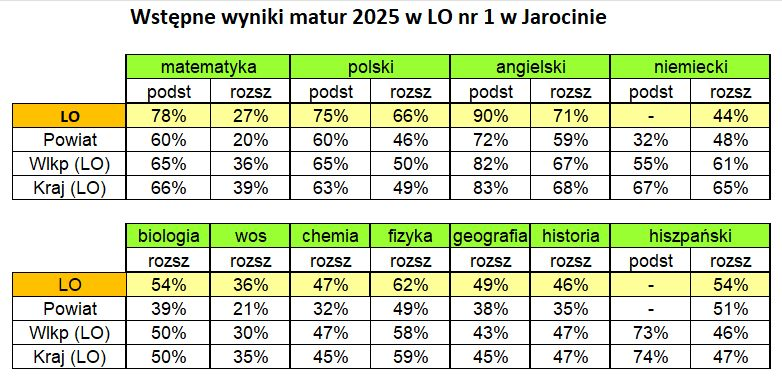 Wstępne wyniki matur 2025 w LO nr 1 w Jarocinie
matematyka polski angielski niemiecki
podst rozsz podst rozsz podst rozsz podst rozsz
LO 78% 27% 75% 66% 90% 71% - 44%
Powiat 60% 20% 60% 46% 72% 59% 32% 48%
Wlkp (LO) 65% 36% 65% 50% 82% 67% 55% 61%
Kraj (LO) 66% 39% 63% 49% 83% 68% 67% 65%
biologia wos chemia fizyka geografia historia hiszpański
rozsz rozsz rozsz rozsz rozsz rozsz podst rozsz
LO 54% 36% 47% 62% 49% 46% - 54%
Powiat 39% 21% 32% 49% 38% 35% - 51%
Wlkp (LO) 50% 30% 47% 58% 43% 47% 73% 46%
Kraj (LO) 50% 35% 45% 59% 45% 47% 74% 47%